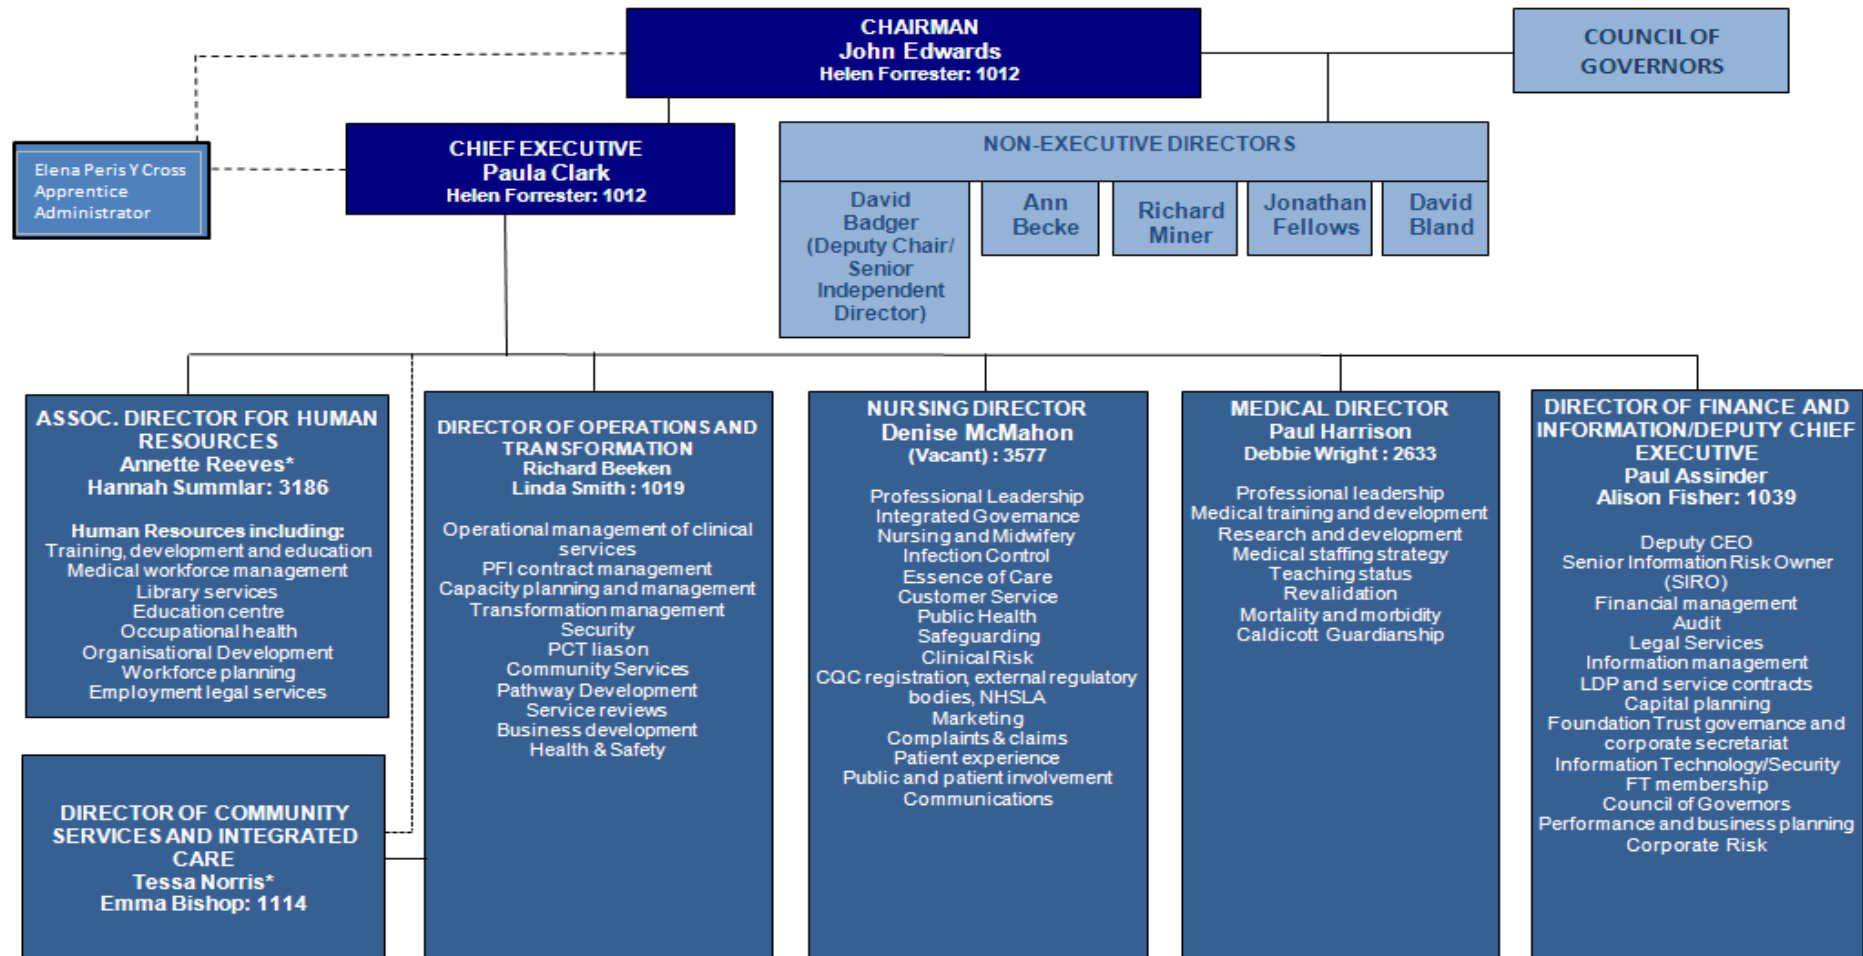 CHAIRMAN
John Edwards
Helen Forrester: 1012
COUNCIL OF
GOVERNORS
Elena Peris Y Cross
Apprentice
Administrator
CHIEF EXECUTIVE
Paula Clark
Helen Forrester: 1012
NON-EXECUTIVE DIRECTORS
David
Badger
(Deputy Chair/
Senior
Independent
Director)
Ann
Becke
Richard
Miner
Jonathan
Fellows
David
Bland
ASSOC. DIRECTOR FOR HUMAN
RESOURCES
Annette Reeves*
Hannah Summlar: 3186
Human Resources including:
Training, development and education
Medical workforce management
Library services
Education centre
Occupational health
Organisational Development
Workforce planning
Employment legal services
DIRECTOR OF COMMUNITY
SERVICES AND INTEGRATED
CARE
Tessa Norris*
Emma Bishop: 1114
DIRECTOR OF OPERATIONS AND
TRANSFORMATION
Richard Beeken
Linda Smith : 1019
Operational management of clinical
services
PFI contract management
Capacity planning and management
Transformation management
Security
PCT liason
Community Services
Pathway Development
Service reviews
Business development
Health & Safety
NURSING DIRECTOR
Denise McMahon
(Vacant) : 3577
Professional Leadership
Integrated Governance
Nursing and Midwifery
Infection Control
Essence of Care
Customer Service
Public Health
Safeguarding
Clinical Risk
CQC registration, external regulatory
bodies, NHSLA
Marketing
Complaints & claims
Patient experience
Public and patient involvement
Communications
MEDICAL DIRECTOR
Paul Harrison
Debbie Wright : 2633
Professional leadership
Medical training and development
Research and development
Medical staffing strategy
Teaching status
Revalidation
Mortality and morbidity
Caldicott Guardianship
DIRECTOR OF FINANCE AND
INFORMATION/DEPUTY CHIEF
EXECUTIVE
Paul Assinder
Alison Fisher: 1039
Deputy CEO
Senior Information Risk Owner
(SIRO)
Financial management
Audit
Legal Services
Information management
LDP and service contracts
Capital planning
Foundation Trust governance and
corporate secretariat
Information Technology/Security
FT membership
Council of Governors
Performance and business planning
Corporate Risk